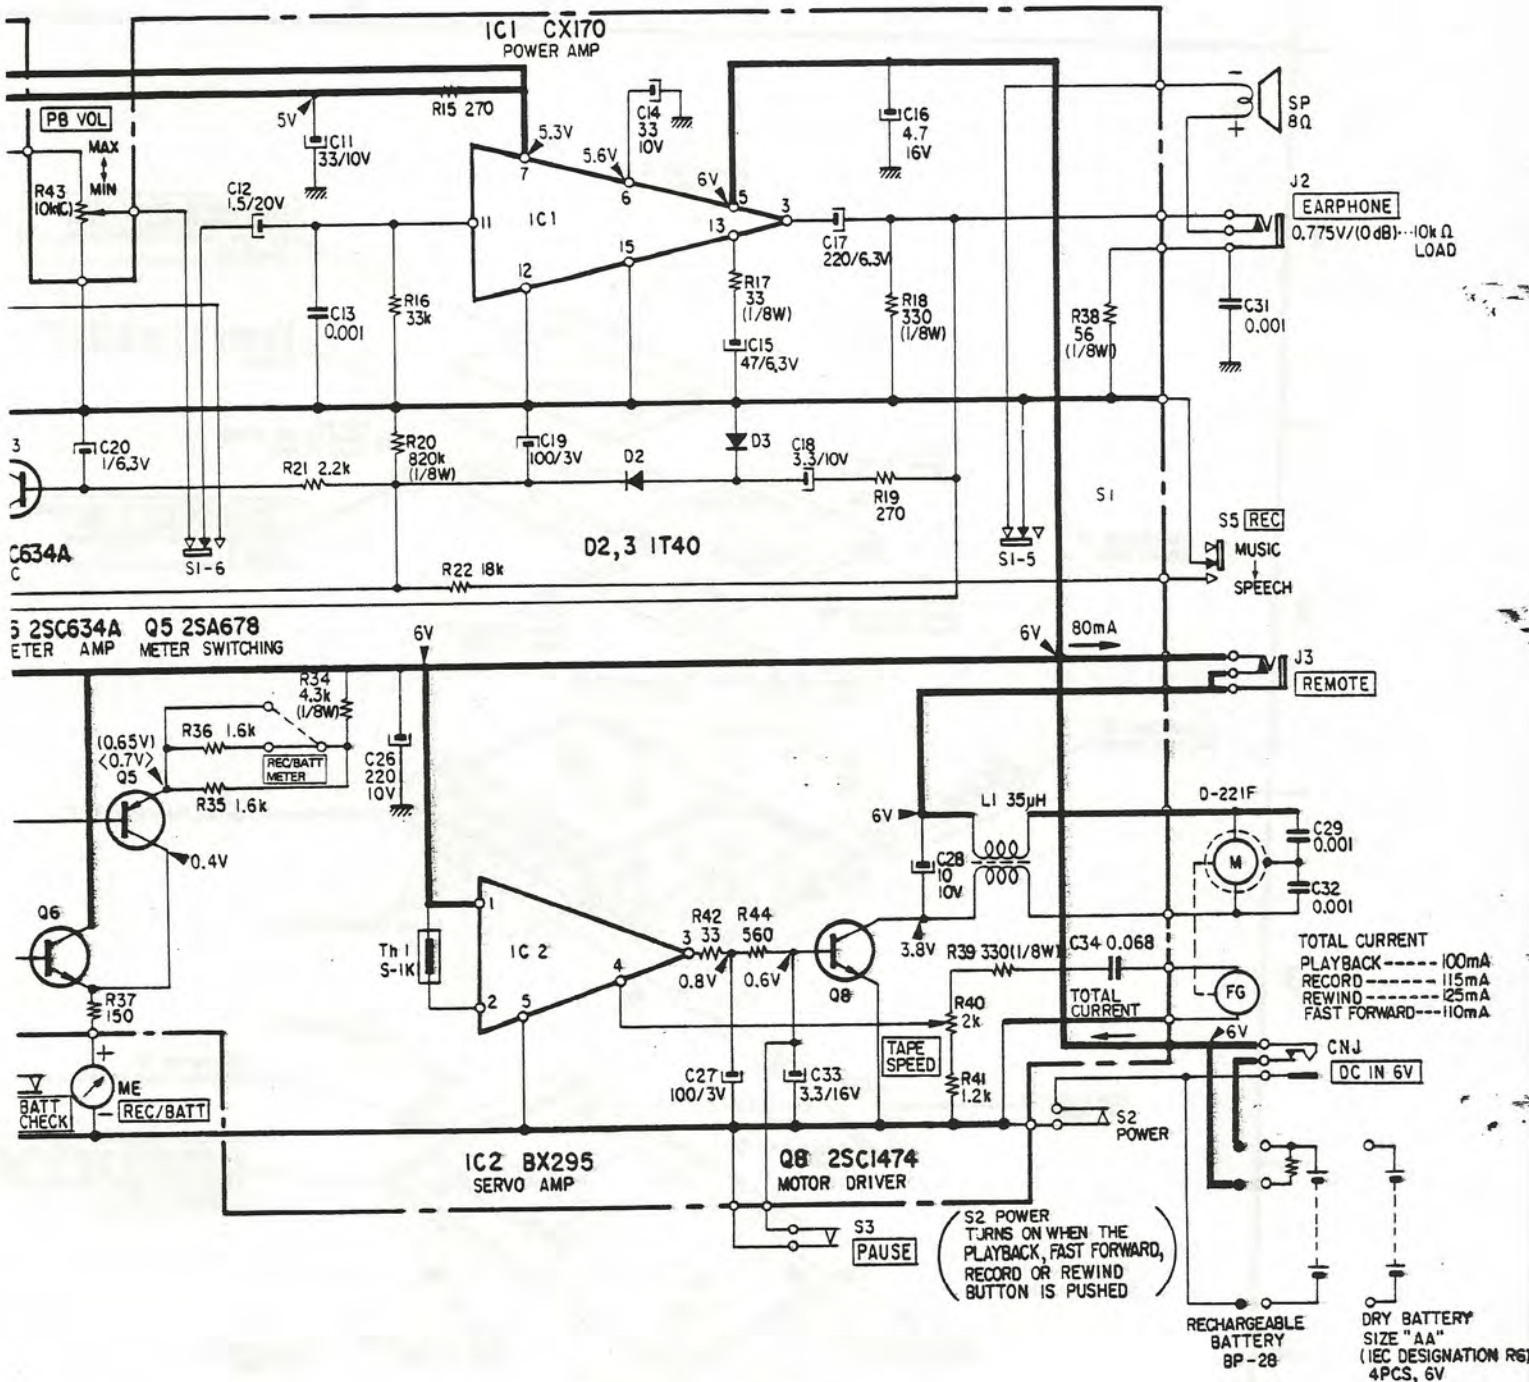 IC1 CX170
POWER AMP
PB VOL
MAX
MIN
R43
10k(C)
5V
C11
33/10V
R15 270
5.3V
7
C14
33
10V
5.6V
6
6V
5
C16
4.7
16V
SP
8Ω
J2
EARPHONE
0.775V/(0dB)---10kΩ
LOAD
C12
1.5/20V
11
IC1
3
13
15
12
C17
220/6.3V
C13
0.001
R16
33k
R17
33
(1/8W)
C15
47/6.3V
R18
330
(1/8W)
R38
56
(1/8W)
C31
0.001
3
C20
1/6.3V
R21 2.2k
R20
820k
(1/8W)
C19
100/3V
D2
D3
C18
3.3/10V
R19
270
S1
S5 REC
MUSIC
SPEECH
C634A
C
S1-6
D2,3 1T40
S1-5
R22 18k
2SC634A
ETER AMP
Q5 2SA678
METER SWITCHING
6V
6V
80mA
J3
REMOTE
R34
4.3k
(1/8W)
R36 1.6k
(0.65V)
<0.7V>
Q5
REC/BATT
METER
R35 1.6k
C26
220
10V
0.4V
6V
L1 35μH
D-221F
C28
10
10V
M
C29
0.001
C32
0.001
Q6
Th1
S-1K
1
IC2
3
4
2
5
R42
33
R44
560
0.8V
0.6V
Q8
3.8V
R39 330(1/8W)
C34 0.068
FG
TOTAL CURRENT
PLAYBACK-----100mA
RECORD-------115mA
REWIND-------125mA
FAST FORWARD---110mA
R37
150
R40
2k
TOTAL
CURRENT
6V
CNJ
DC IN 6V
TAPE
SPEED
R41
1.2k
+
ME
–
REC/BATT
BATT
CHECK
C27
100/3V
C33
3.3/16V
S2
POWER
IC2 BX295
SERVO AMP
Q8 2SC1474
MOTOR DRIVER
S3
PAUSE
S2 POWER
TURNS ON WHEN THE
PLAYBACK, FAST FORWARD,
RECORD OR REWIND
BUTTON IS PUSHED
RECHARGEABLE
BATTERY
BP-28
DRY BATTERY
SIZE "AA"
(IEC DESIGNATION R6)
4PCS, 6V